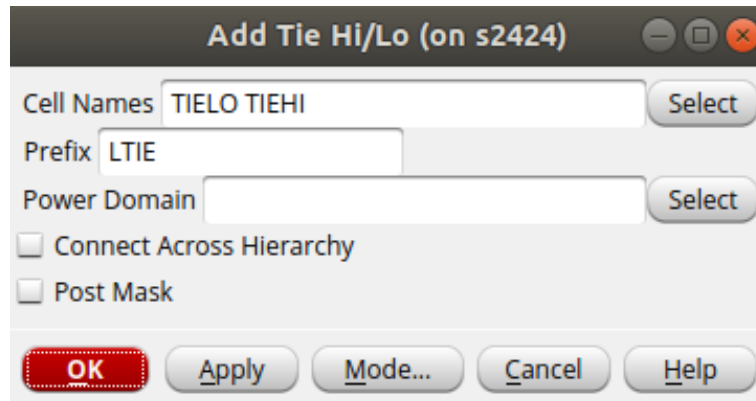 Add Tie Hi/Lo (on s2424)
Cell Names TIELO TIEHI Select
Prefix LTIE
Power Domain Select
Connect Across Hierarchy
Post Mask
OK Apply Mode... Cancel Help